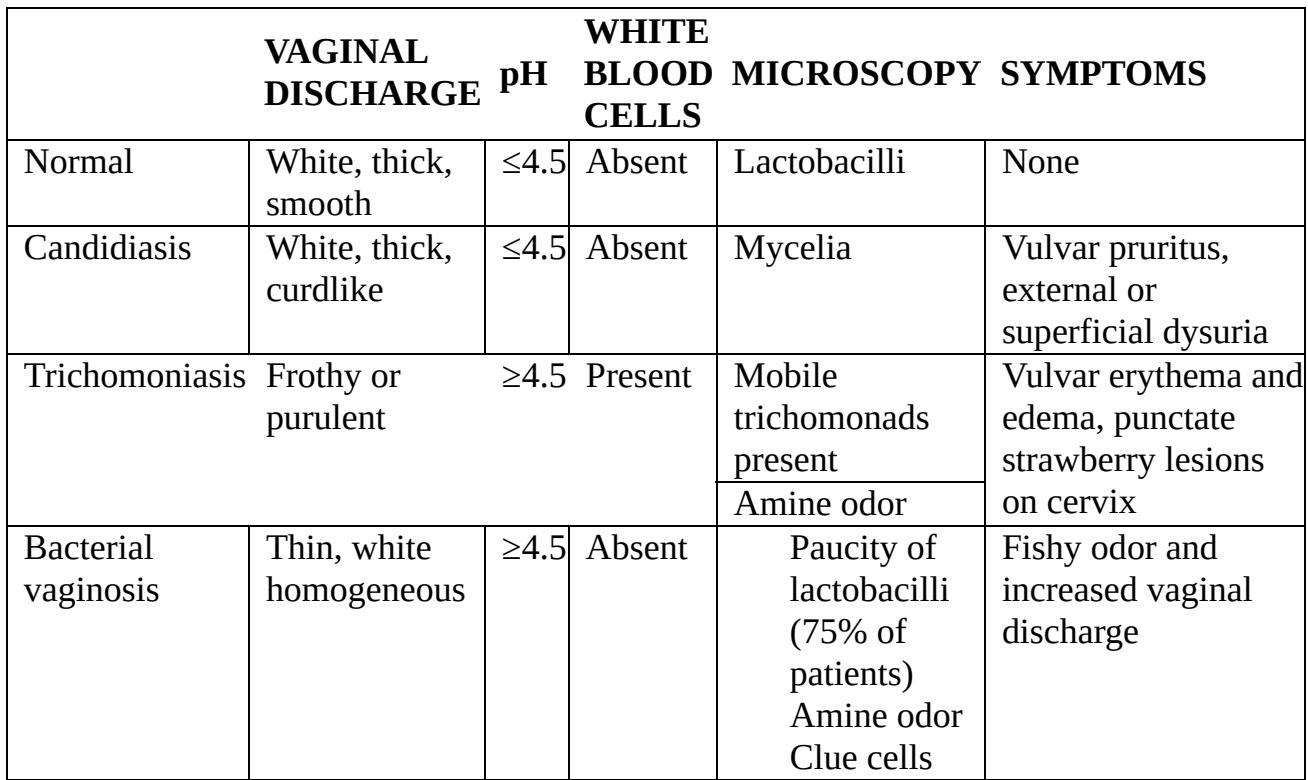 VAGINAL DISCHARGE pH WHITE BLOOD CELLS MICROSCOPY SYMPTOMS
Normal White, thick, smooth ≤4.5 Absent Lactobacilli None
Candidiasis White, thick, curdlike ≤4.5 Absent Mycelia Vulvar pruritus, external or superficial dysuria
Trichomoniasis Frothy or purulent ≥4.5 Present Mobile trichomonads present Vulvar erythema and edema, punctate strawberry lesions on cervix
Amine odor
Bacterial vaginosis Thin, white homogeneous ≥4.5 Absent Paucity of lactobacilli (75% of patients) Amine odor Clue cells Fishy odor and increased vaginal discharge